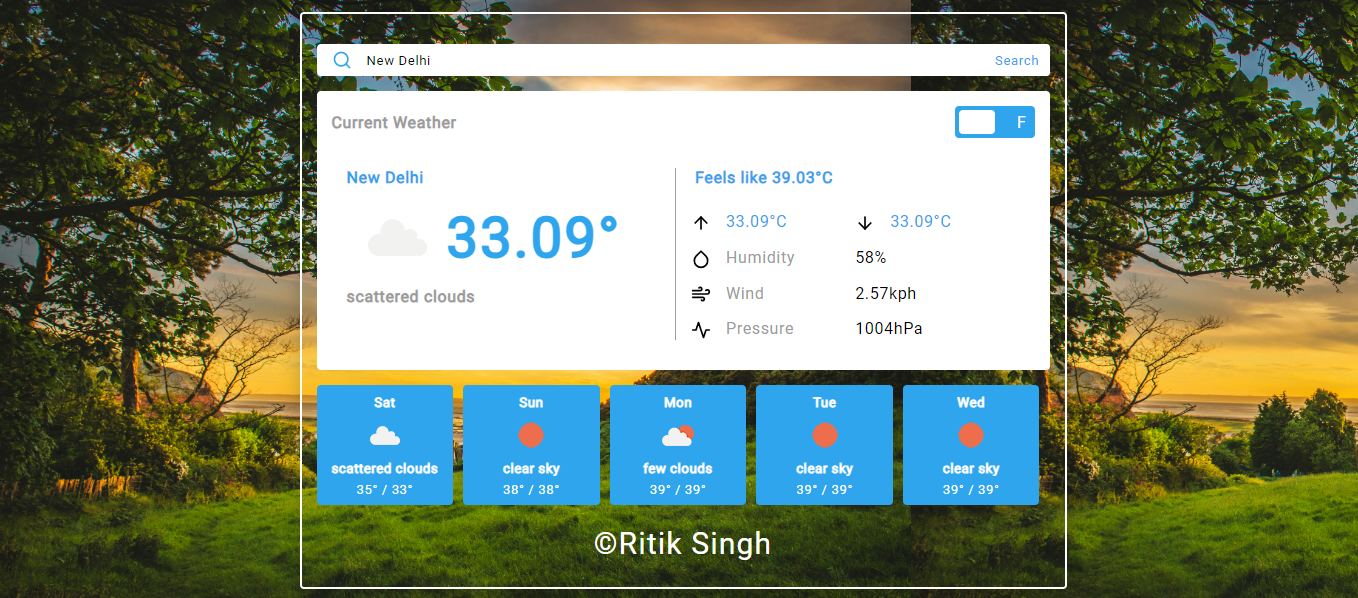 New Delhi Search
Current Weather F
New Delhi
33.09°
scattered clouds
Feels like 39.03°C
33.09°C 33.09°C
Humidity 58%
Wind 2.57kph
Pressure 1004hPa
Sat
scattered clouds
35° / 33°
Sun
clear sky
38° / 38°
Mon
few clouds
39° / 39°
Tue
clear sky
39° / 39°
Wed
clear sky
39° / 39°
©Ritik Singh